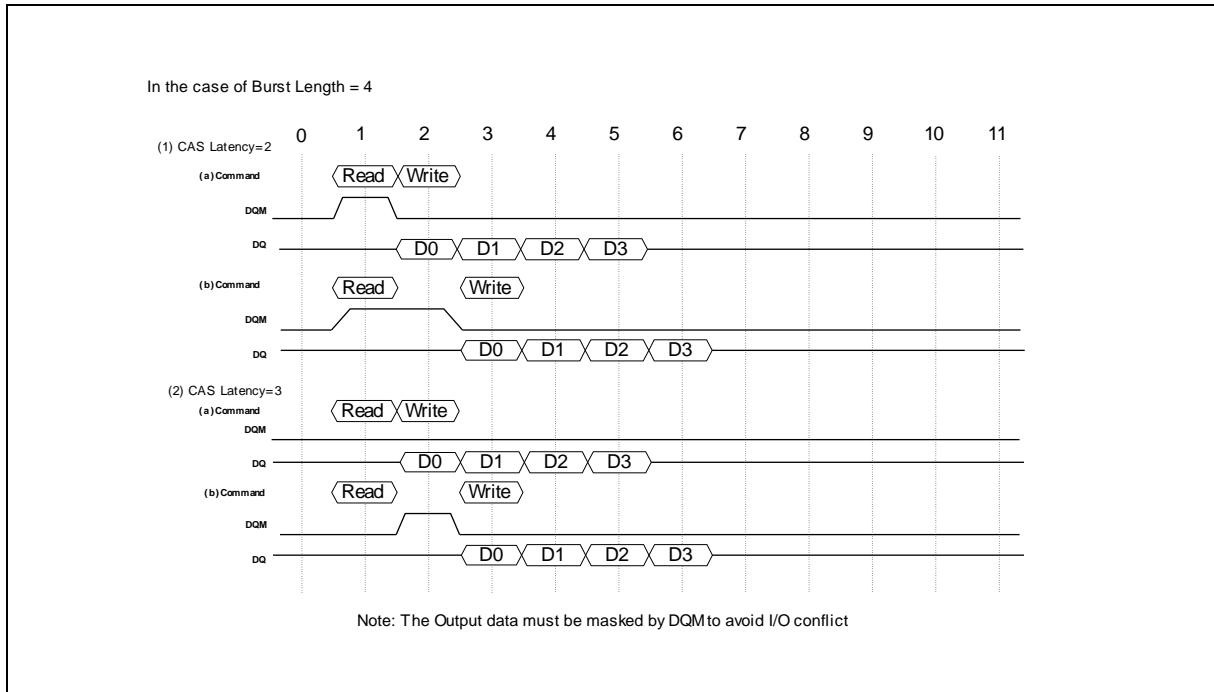 In the case of Burst Length = 4
0 1 2 3 4 5 6 7 8 9 10 11
(1) CAS Latency=2
(a)Command Read Write
DQM
DQ D0 D1 D2 D3
(b)Command Read Write
DQM
DQ D0 D1 D2 D3
(2) CAS Latency=3
(a)Command Read Write
DQM
DQ D0 D1 D2 D3
(b)Command Read Write
DQM
DQ D0 D1 D2 D3
Note: The Output data must be masked by DQM to avoid I/O conflict